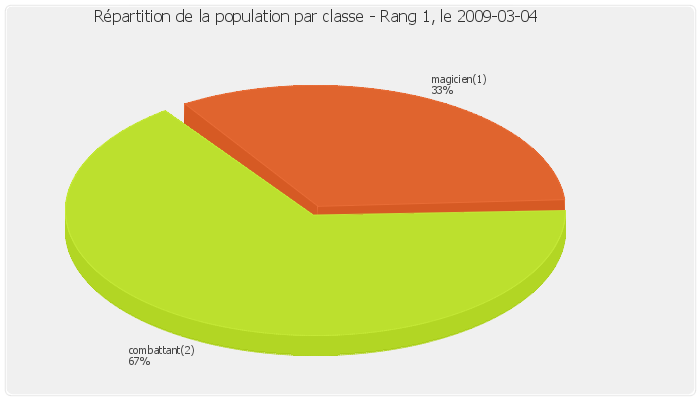 Répartition de la population par classe - Rang 1, le 2009-03-04
magicien(1)
33%
combattant(2)
67%